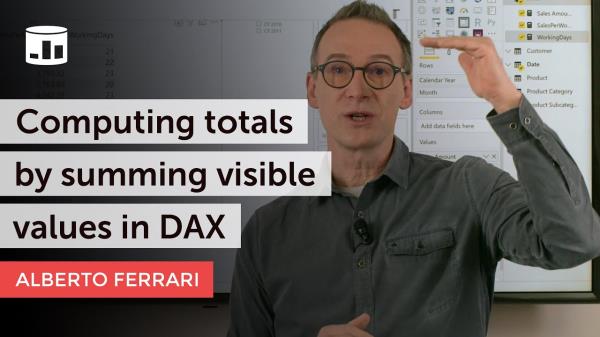 WorkingDays
Computing totals
by summing visible
values in DAX
ALBERTO FERRARI
Sales Amou...
SalesPerWo...
WorkingDays
Customer
Date
Product
Product Category
Product Subcateg...
Rows
Calendar Year
Month
Columns
Add data fields here
Values
Amount